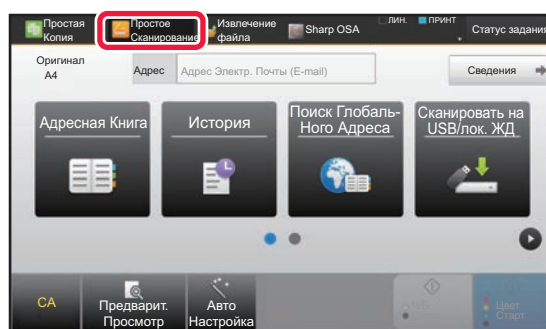 Простая
Копия
Простое
Сканирование
Извлечение
файла
Sharp OSA
ЛИН.
ПРИНТ
Статус задания
Оригинал
A4
Адрес
Адрес Электр. Почты (E-mail)
Сведения
Адресная Книга
История
Поиск Глобаль-
Ного Адреса
Сканировать на
USB/лок. ЖД
CA
Предварит.
Просмотр
Авто
Настройка
Цвет
Старт